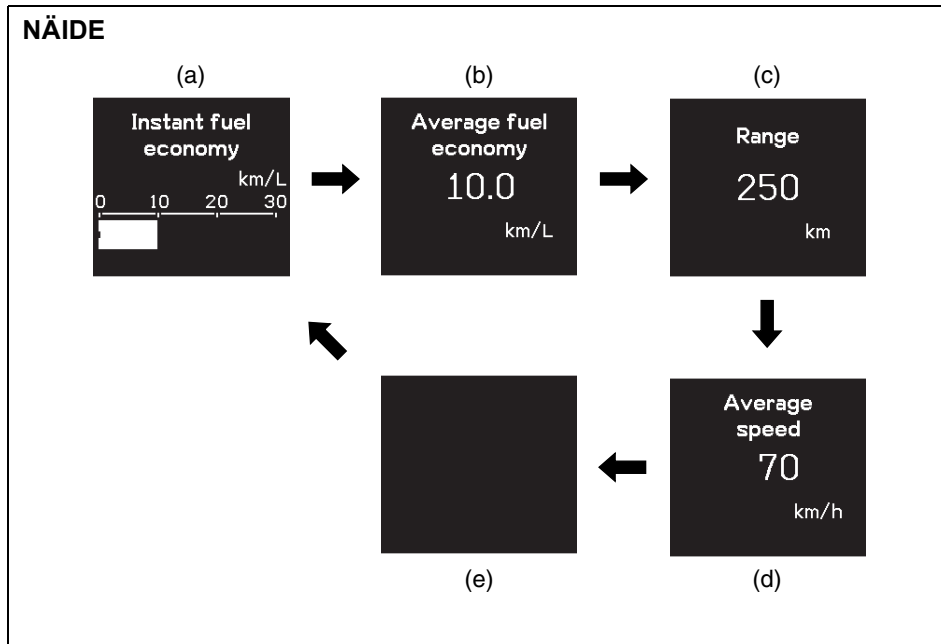 NÄIDE
(a)
Instant fuel
economy
km/L
0 10 20 30
(b)
Average fuel
economy
10.0
km/L
(c)
Range
250
km
Average
speed
70
km/h
(d)
(e)